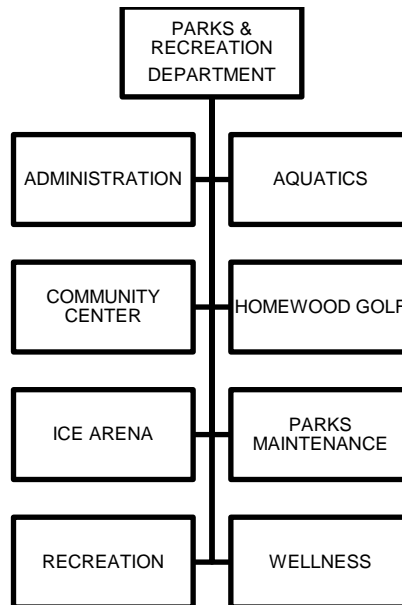 PARKS &
RECREATION
DEPARTMENT
ADMINISTRATION
AQUATICS
COMMUNITY
CENTER
HOMEWOOD GOLF
ICE ARENA
PARKS
MAINTENANCE
RECREATION
WELLNESS